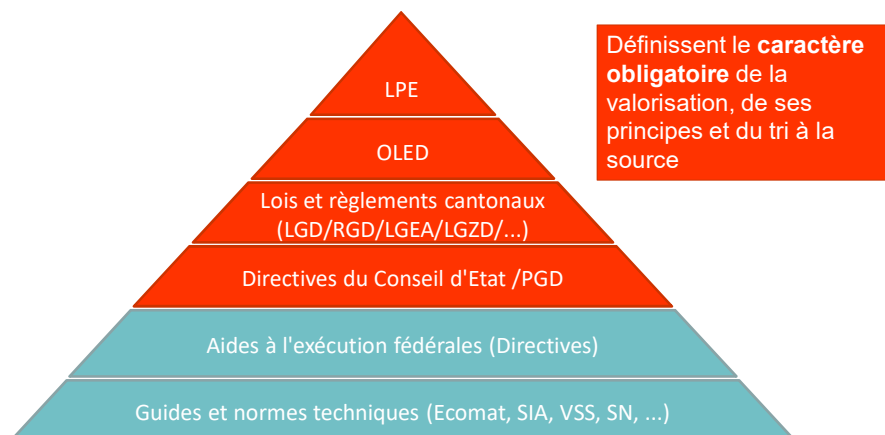 LPE
OLED
Lois et règlements cantonaux
(LGD/RGD/LGEA/LGZD/...)
Directives du Conseil d'Etat /PGD
Aides à l'exécution fédérales (Directives)
Guides et normes techniques (Ecomat, SIA, VSS, SN, ...)
Définissent le caractère
obligatoire de la
valorisation, de ses
principes et du tri à la
source